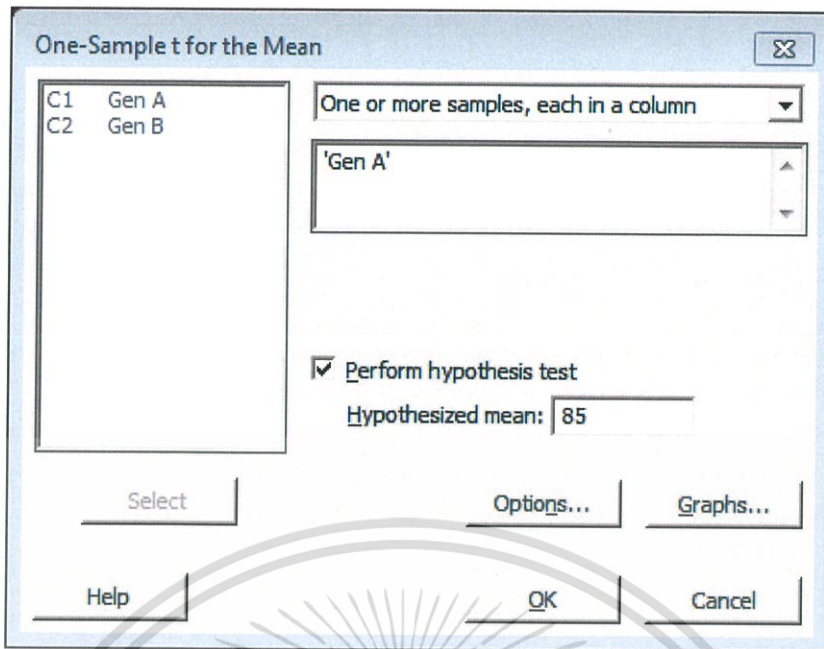 One-Sample t for the Mean
C1 Gen A
C2 Gen B
One or more samples, each in a column
'Gen A'
Perform hypothesis test
Hypothesized mean: 85
Select
Options...
Graphs...
Help
OK
Cancel